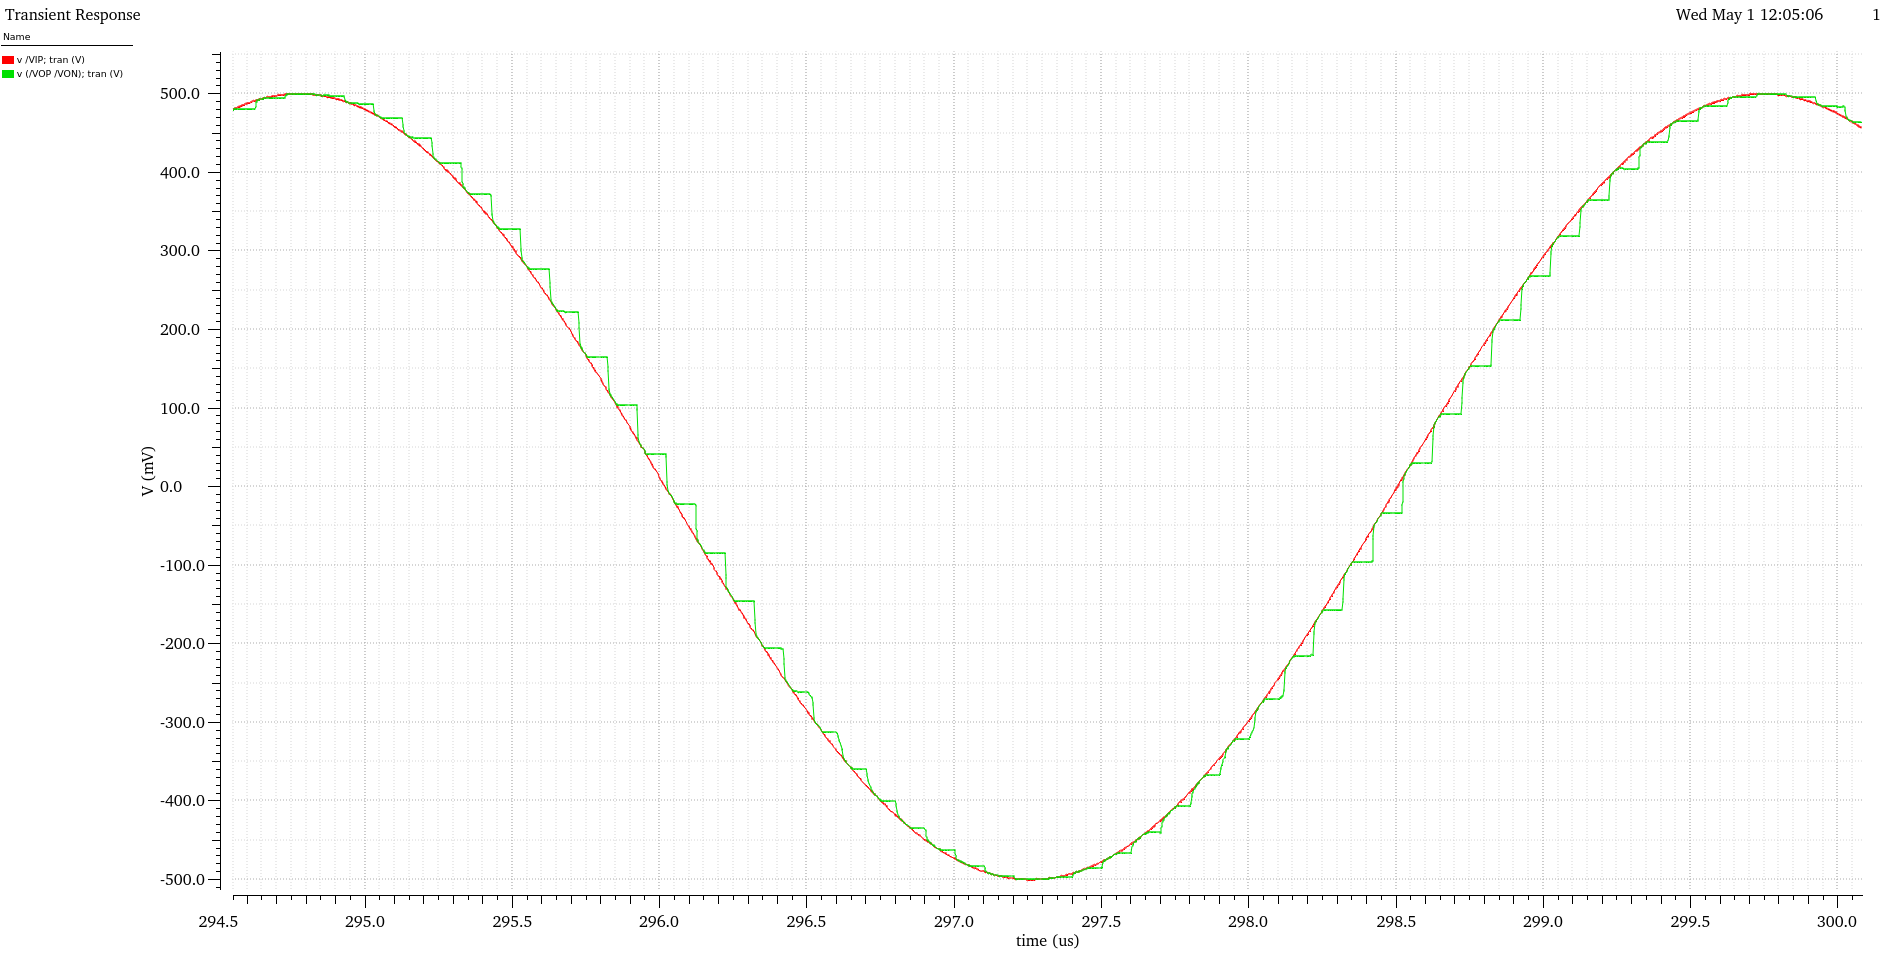 Transient Response
Wed May 1 12:05:06 1
Name
v /VIP; tran (V)
v (/VOP /VON); tran (V)
500.0
400.0
300.0
200.0
100.0
0.0
-100.0
-200.0
-300.0
-400.0
-500.0
V (mV)
294.5 295.0 295.5 296.0 296.5 297.0 297.5 298.0 298.5 299.0 299.5 300.0
time (us)